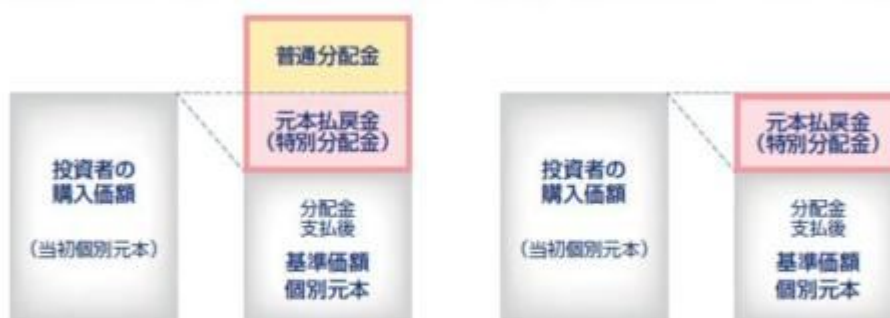 普通分配金
元本払戻金
(特別分配金)
投資者の
購入価額
(当初個別元本)
分配金
支払後
基準価額
個別元本
元本払戻金
(特別分配金)
投資者の
購入価額
(当初個別元本)
分配金
支払後
基準価額
個別元本